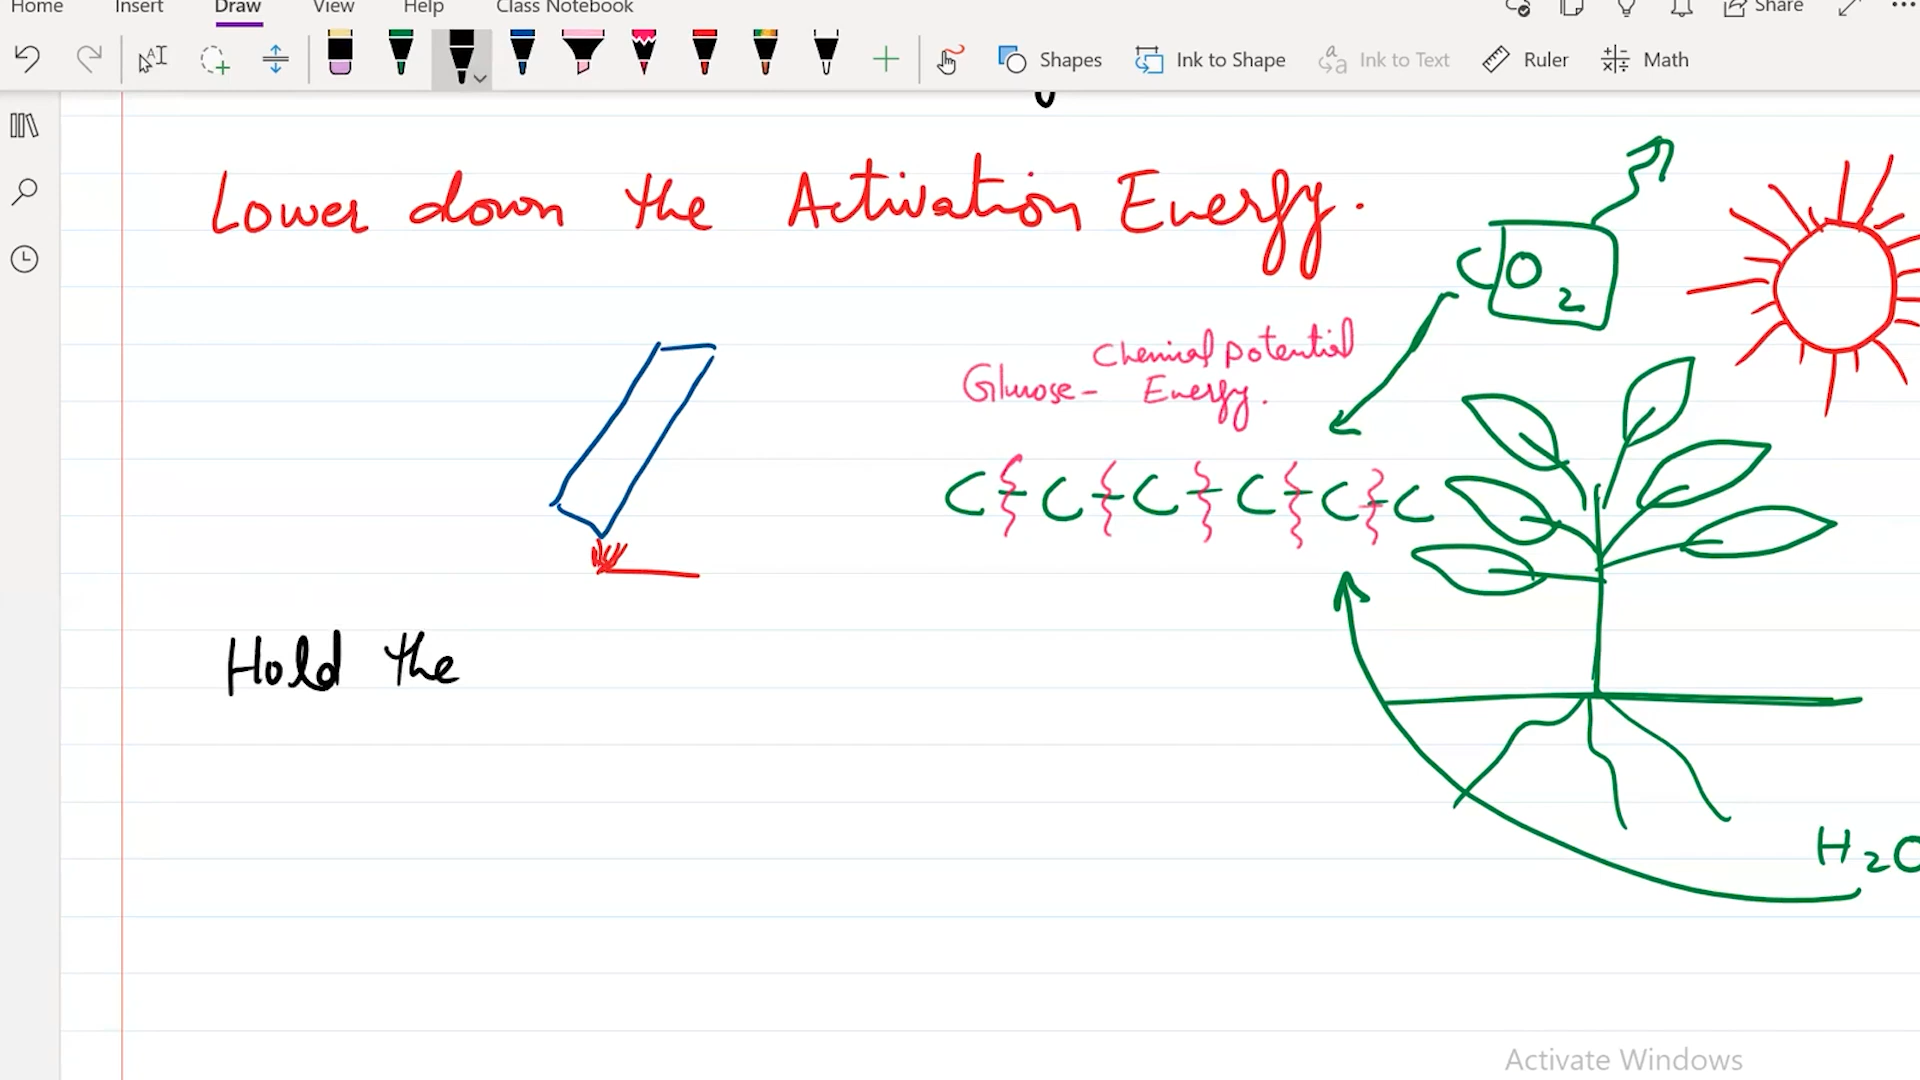 Home Insert Draw View Help Class Notebook Share
Shapes Ink to Shape Ink to Text Ruler Math
Lower down the Activation Energy.
CO2
Chemical Potential
Glucose - Energy.
C-C-C-C-C-C
Hold the
H2O
Activate Windows